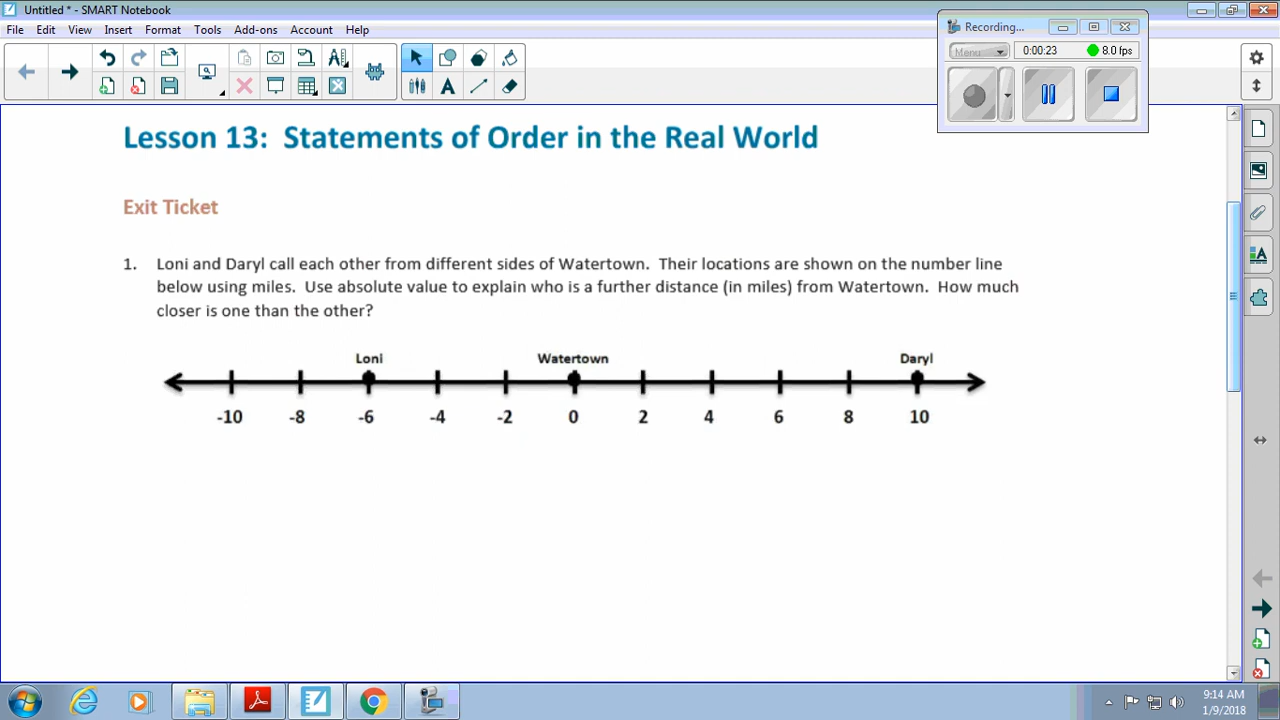 Untitled * - SMART Notebook
File Edit View Insert Format Tools Add-ons Account Help
Recording...
Menu 0:00:23 8.0 fps
Lesson 13: Statements of Order in the Real World
Exit Ticket
1. Loni and Daryl call each other from different sides of Watertown. Their locations are shown on the number line
below using miles. Use absolute value to explain who is a further distance (in miles) from Watertown. How much
closer is one than the other?
Loni Watertown Daryl
-10 -8 -6 -4 -2 0 2 4 6 8 10
9:14 AM
1/9/2018